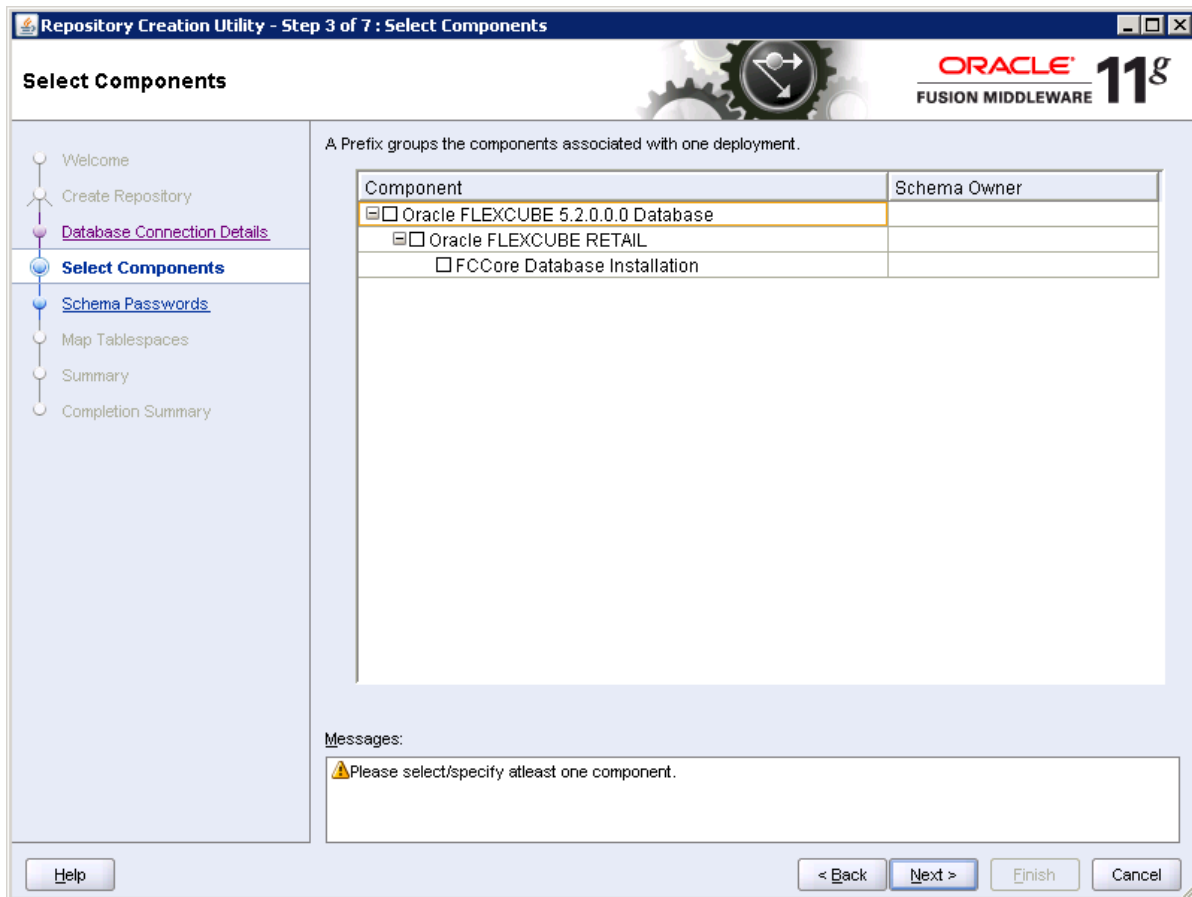 Repository Creation Utility - Step 3 of 7 : Select Components
Select Components
ORACLE
FUSION MIDDLEWARE 11g
Welcome
Create Repository
Database Connection Details
Select Components
Schema Passwords
Map Tablespaces
Summary
Completion Summary
A Prefix groups the components associated with one deployment.
Component Schema Owner
Oracle FLEXCUBE 5.2.0.0.0 Database
Oracle FLEXCUBE RETAIL
FCCore Database Installation
Messages:
Please select/specify atleast one component.
Help < Back Next > Finish Cancel